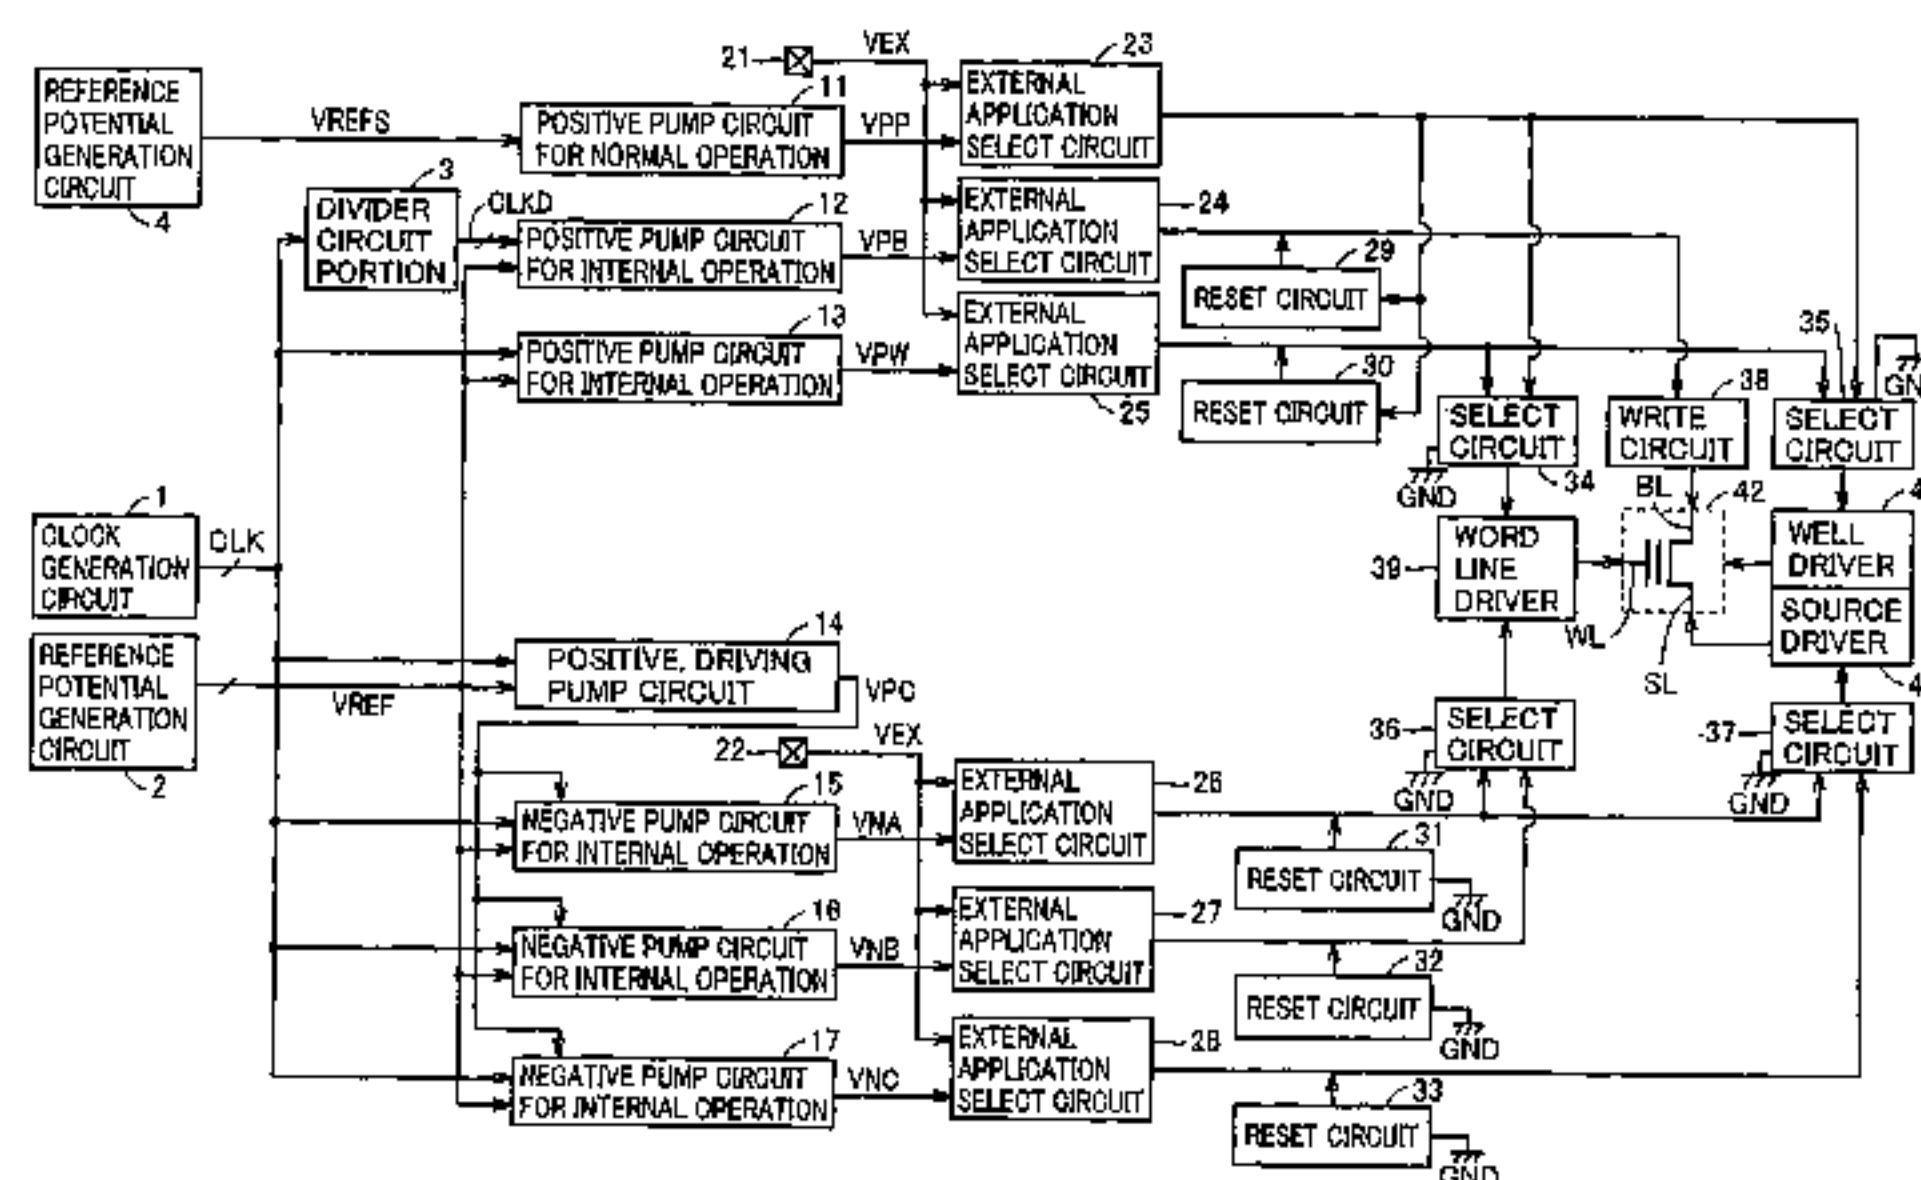 REFERENCE
POTENTIAL
GENERATION
CIRCUIT
4
VREFS
21
VEX
11
POSITIVE PUMP CIRCUIT
FOR NORMAL OPERATION
VPP
23
EXTERNAL
APPLICATION
SELECT CIRCUIT
3
DIVIDER
CIRCUIT
PORTION
CLKD
12
POSITIVE PUMP CIRCUIT
FOR INTERNAL OPERATION
VPB
24
EXTERNAL
APPLICATION
SELECT CIRCUIT
29
RESET CIRCUIT
13
POSITIVE PUMP CIRCUIT
FOR INTERNAL OPERATION
VPW
EXTERNAL
APPLICATION
SELECT CIRCUIT
25
30
RESET CIRCUIT
SELECT
CIRCUIT
34
GND
38
WRITE
CIRCUIT
35
SELECT
CIRCUIT
1
CLOCK
GENERATION
CIRCUIT
CLK
39
WORD
LINE
DRIVER
BL
42
WL
SL
WELL
DRIVER
SOURCE
DRIVER
REFERENCE
POTENTIAL
GENERATION
CIRCUIT
2
VREF
14
POSITIVE, DRIVING
PUMP CIRCUIT
VPC
22
VEX
36
SELECT
CIRCUIT
GND
37
SELECT
CIRCUIT
GND
15
NEGATIVE PUMP CIRCUIT
FOR INTERNAL OPERATION
VNA
26
EXTERNAL
APPLICATION
SELECT CIRCUIT
31
RESET CIRCUIT
GND
16
NEGATIVE PUMP CIRCUIT
FOR INTERNAL OPERATION
VNB
27
EXTERNAL
APPLICATION
SELECT CIRCUIT
32
RESET CIRCUIT
GND
17
NEGATIVE PUMP CIRCUIT
FOR INTERNAL OPERATION
VNC
28
EXTERNAL
APPLICATION
SELECT CIRCUIT
33
RESET CIRCUIT
GND